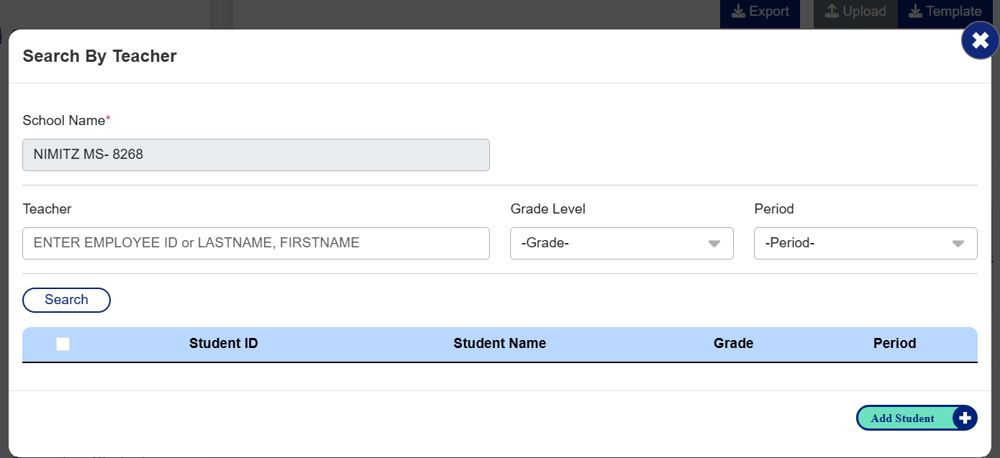 Export Upload Template
Search By Teacher
School Name*
NIMITZ MS- 8268
Teacher Grade Level Period
ENTER EMPLOYEE ID or LASTNAME, FIRSTNAME -Grade- -Period-
Search
Student ID Student Name Grade Period
Add Student